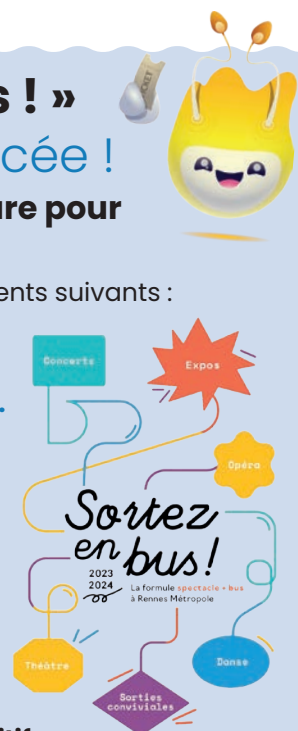 s ! »
TICKET
cée !
ure pour
ents suivants :
Concerts
Expos
Opéra
Sortez
en bus!
2023
2024
La formule spectacle + bus
à Rennes Métropole
Théâtre
Danse
Sorties
conviviales